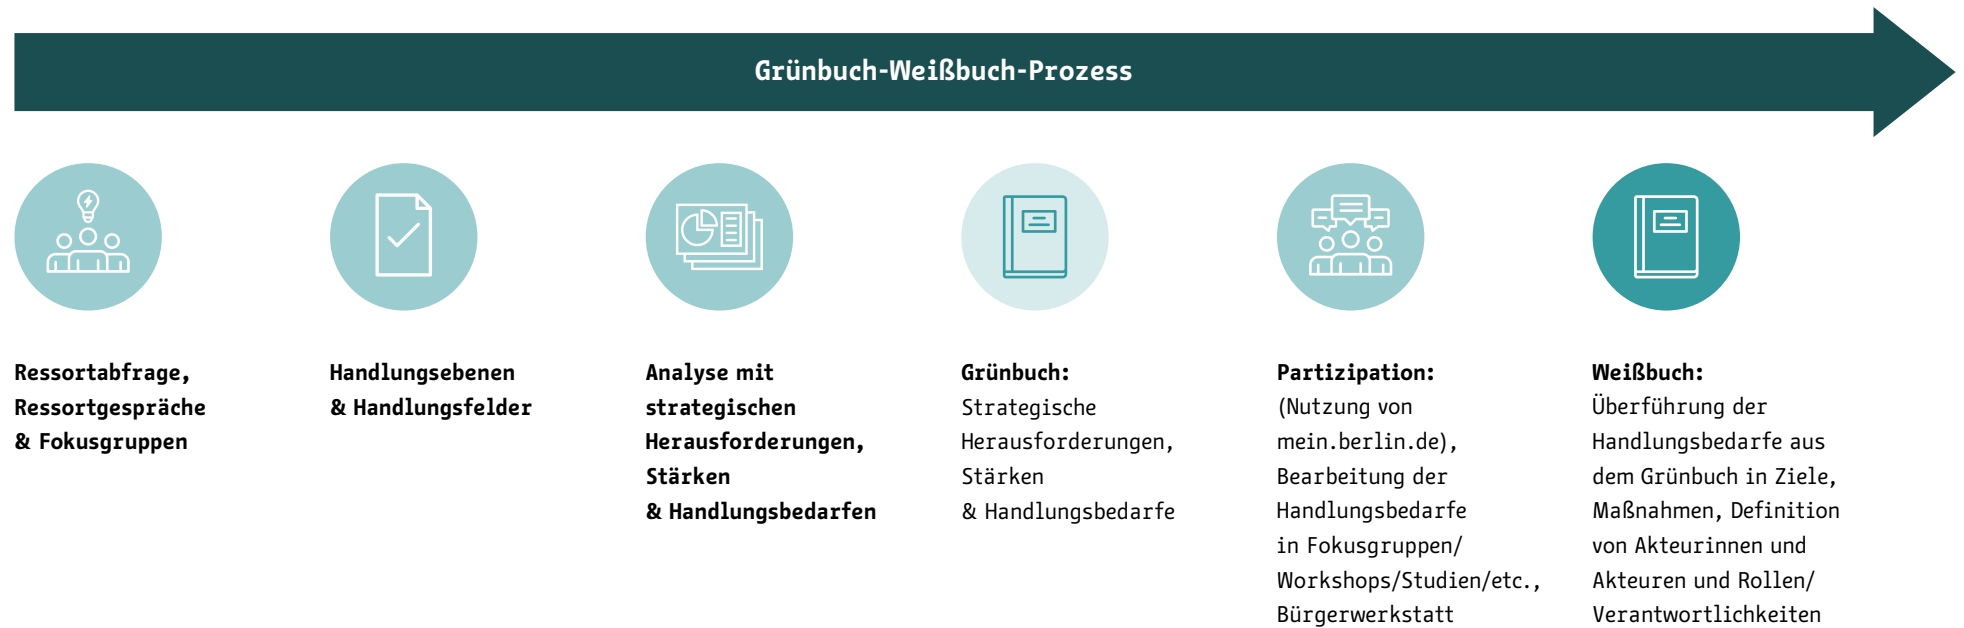 Grünbuch-Weißbuch-Prozess
Ressortabfrage,
Ressortgespräche
& Fokusgruppen
Handlungsebenen
& Handlungsfelder
Analyse mit
strategischen
Herausforderungen,
Stärken
& Handlungsbedarfen
Grünbuch:
Strategische
Herausforderungen,
Stärken
& Handlungsbedarfe
Partizipation:
(Nutzung von
mein.berlin.de),
Bearbeitung der
Handlungsbedarfe
in Fokusgruppen/
Workshops/Studien/etc.,
Bürgerwerkstatt
Weißbuch:
Überführung der
Handlungsbedarfe aus
dem Grünbuch in Ziele,
Maßnahmen, Definition
von Akteurinnen und
Akteuren und Rollen/
Verantwortlichkeiten